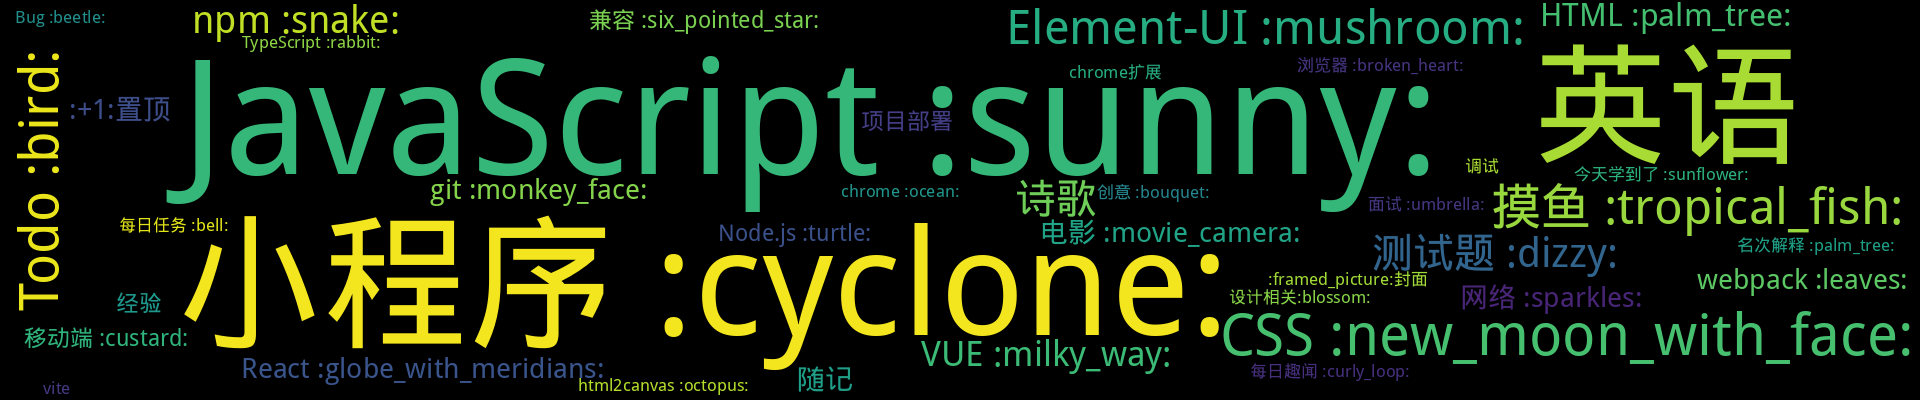 Bug :beetle:
npm :snake:
兼容 :six_pointed_star:
Element-UI :mushroom:
HTML :palm_tree:
TypeScript :rabbit:
Todo :bird:
:+1:置顶
JavaScript :sunny:
chrome扩展
浏览器 :broken_heart:
英语
项目部署
调试
今天学到了 :sunflower:
git :monkey_face:
chrome :ocean:
诗歌
创意 :bouquet:
面试 :umbrella:
摸鱼 :tropical_fish:
每日任务 :bell:
小程序 :cyclone:
Node.js :turtle:
电影 :movie_camera:
测试题 :dizzy:
名次解释 :palm_tree:
:framed_picture:封面
webpack :leaves:
经验
设计相关:blossom:
网络 :sparkles:
移动端 :custard:
CSS :new_moon_with_face:
VUE :milky_way:
React :globe_with_meridians:
每日趣闻 :curly_loop:
随记
html2canvas :octopus:
vite